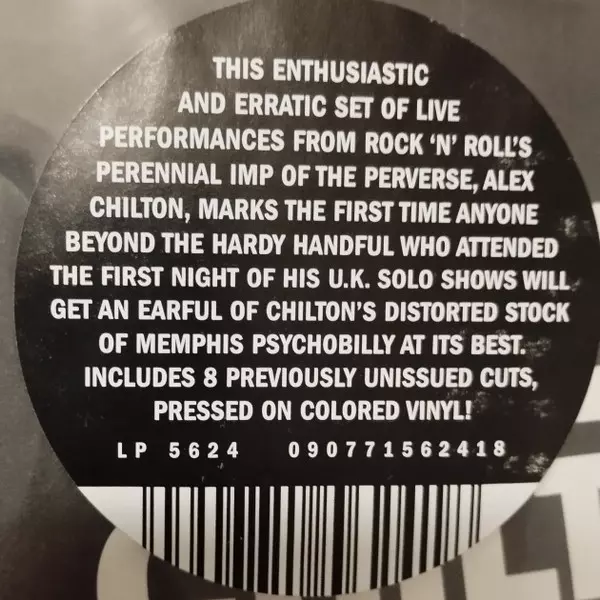 THIS ENTHUSIASTIC
AND ERRATIC SET OF LIVE
PERFORMANCES FROM ROCK 'N' ROLL'S
PERENNIAL IMP OF THE PERVERSE, ALEX
CHILTON, MARKS THE FIRST TIME ANYONE
BEYOND THE HARDY HANDFUL WHO ATTENDED
THE FIRST NIGHT OF HIS U.K. SOLO SHOWS WILL
GET AN EARFUL OF CHILTON'S DISTORTED STOCK
OF MEMPHIS PSYCHOBILLY AT ITS BEST.
INCLUDES 8 PREVIOUSLY UNISSUED CUTS,
PRESSED ON COLORED VINYL!
LP 5624 090771562418